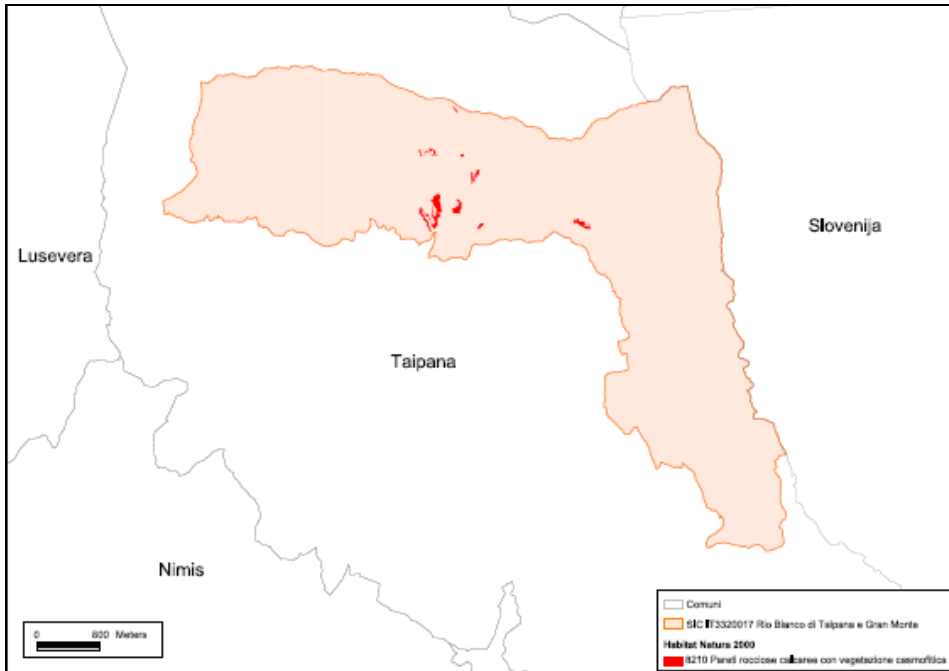 Slovenija
Lusevera
Taipana
Nimis
0 800 Meters
Comuni
SIC IT3320017 Rio Bianco di Taipana e Gran Monte
Habitat Natura 2000
8210 Pareti rocciose calcaree con vegetazione casmofitica